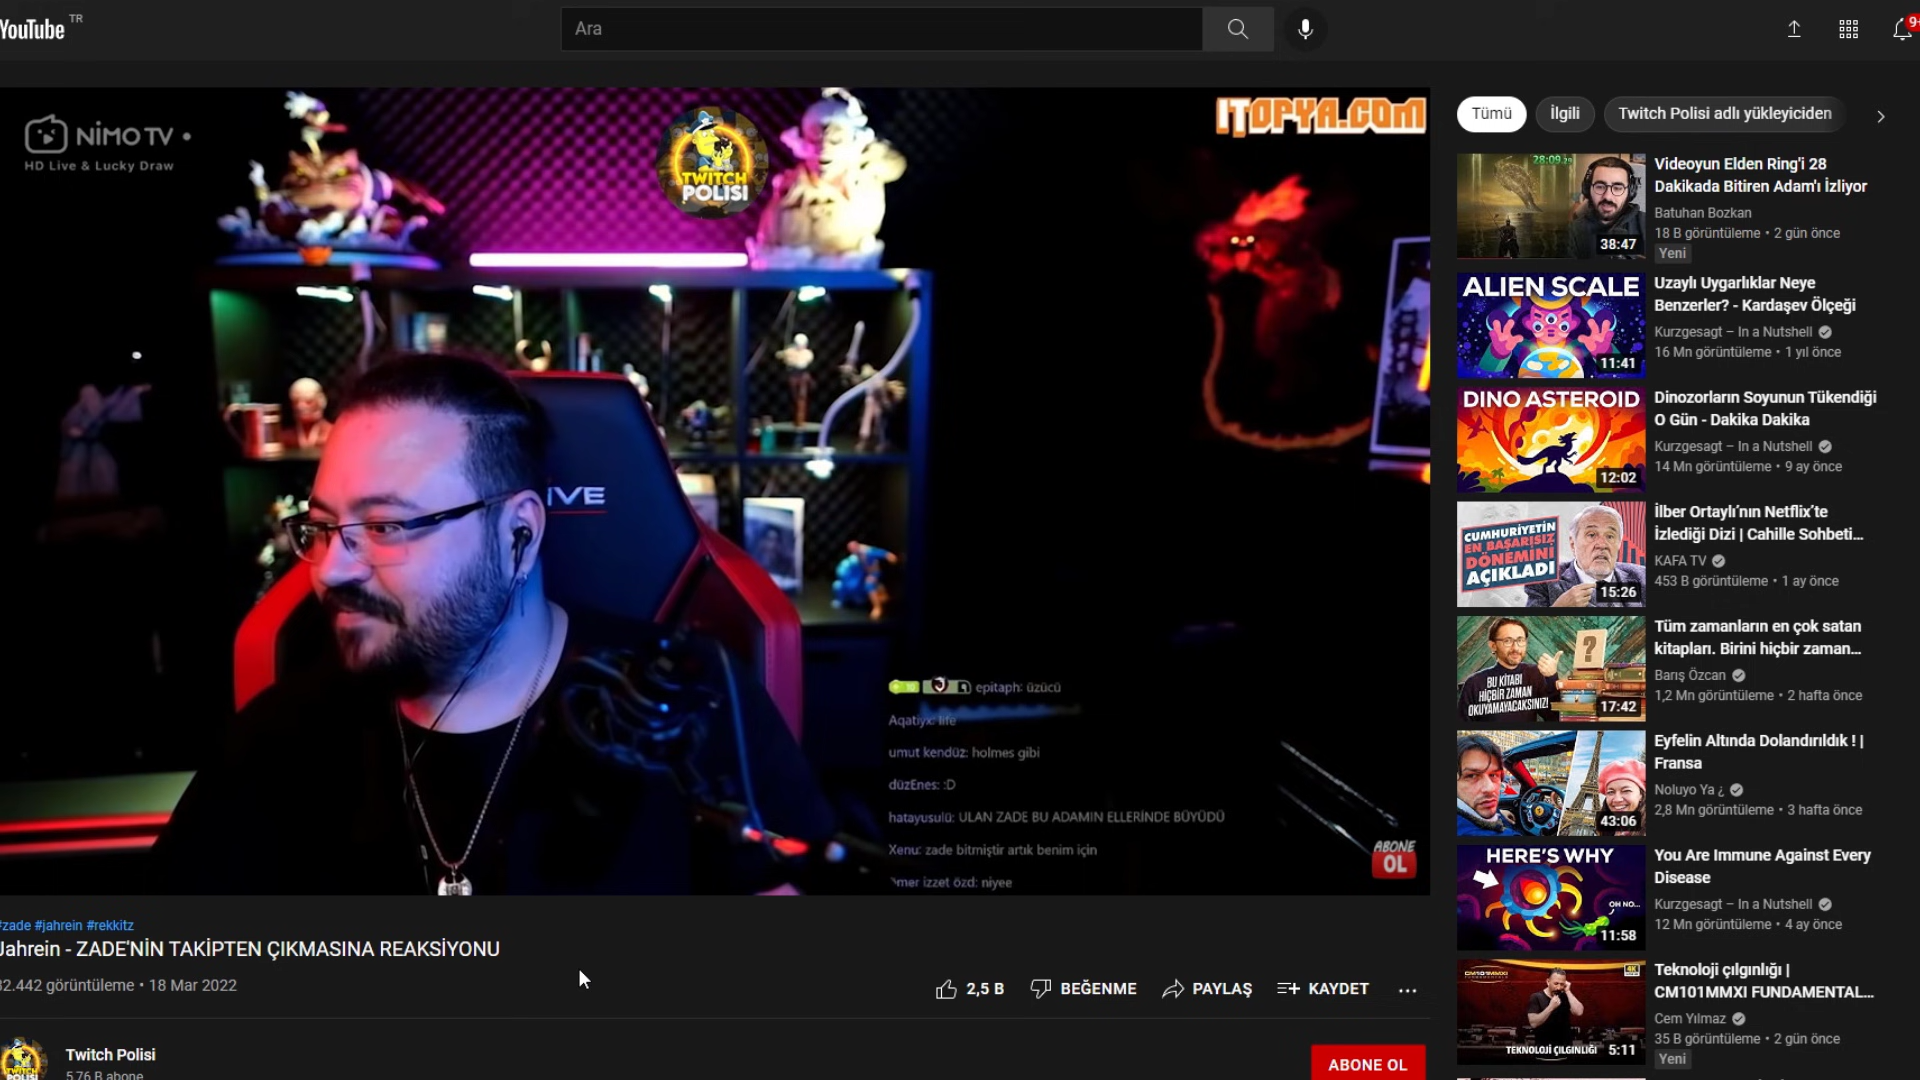 YouTube TR
Ara
9+
NiMO TV
HD Live & Lucky Draw
TWITCH
POLISI
ITOPYA.COM
IVE
epitaph: üzücü
Aqatiyx: life
umut kendüz: holmes gibi
düzEnes: :D
hatayusulü: ULAN ZADE BU ADAMIN ELLERİNDE BÜYÜDÜ
Xenu: zade bitmiştir artık benim için
mer izzet özd: niyee
ABONE
OL
#zade #jahrein #rekkitz
Jahrein - ZADE'NİN TAKİPTEN ÇIKMASINA REAKSİYONU
32.442 görüntüleme • 18 Mar 2022
2,5 B BEĞENME PAYLAŞ KAYDET
TWITCH
POLISI
Twitch Polisi
5,76 B abone
ABONE OL
Tümü İlgili Twitch Polisi adlı yükleyiciden
28:09
38:47
Videoyun Elden Ring'i 28
Dakikada Bitiren Adam'ı İzliyor
Batuhan Bozkan
18 B görüntüleme • 2 gün önce
Yeni
ALIEN SCALE
11:41
Uzaylı Uygarlıklar Neye
Benzerler? - Kardaşev Ölçeği
Kurzgesagt – In a Nutshell
16 Mn görüntüleme • 1 yıl önce
DINO ASTEROID
12:02
Dinozorların Soyunun Tükendiği
O Gün - Dakika Dakika
Kurzgesagt – In a Nutshell
14 Mn görüntüleme • 9 ay önce
CUMHURİYETİN
EN BAŞARISIZ
DÖNEMİNİ
AÇIKLADI
15:26
İlber Ortaylı'nın Netflix'te
İzlediği Dizi | Cahille Sohbeti...
KAFA TV
453 B görüntüleme • 1 ay önce
?
BU KİTABI
HİÇBİR ZAMAN
OKUYAMAYACAKSINIZ!
17:42
Tüm zamanların en çok satan
kitapları. Birini hiçbir zaman...
Barış Özcan
1,2 Mn görüntüleme • 2 hafta önce
43:06
Eyfelin Altında Dolandırıldık ! |
Fransa
Noluyo Ya ¿
2,8 Mn görüntüleme • 3 hafta önce
HERE'S WHY
OH NO...
11:58
You Are Immune Against Every
Disease
Kurzgesagt – In a Nutshell
12 Mn görüntüleme • 4 ay önce
CM101MMXI
4K
TEKNOLOJİ ÇILGINLIĞI
5:11
Teknoloji çılgınlığı |
CM101MMXI FUNDAMENTAL...
Cem Yılmaz
35 B görüntüleme • 2 gün önce
Yeni